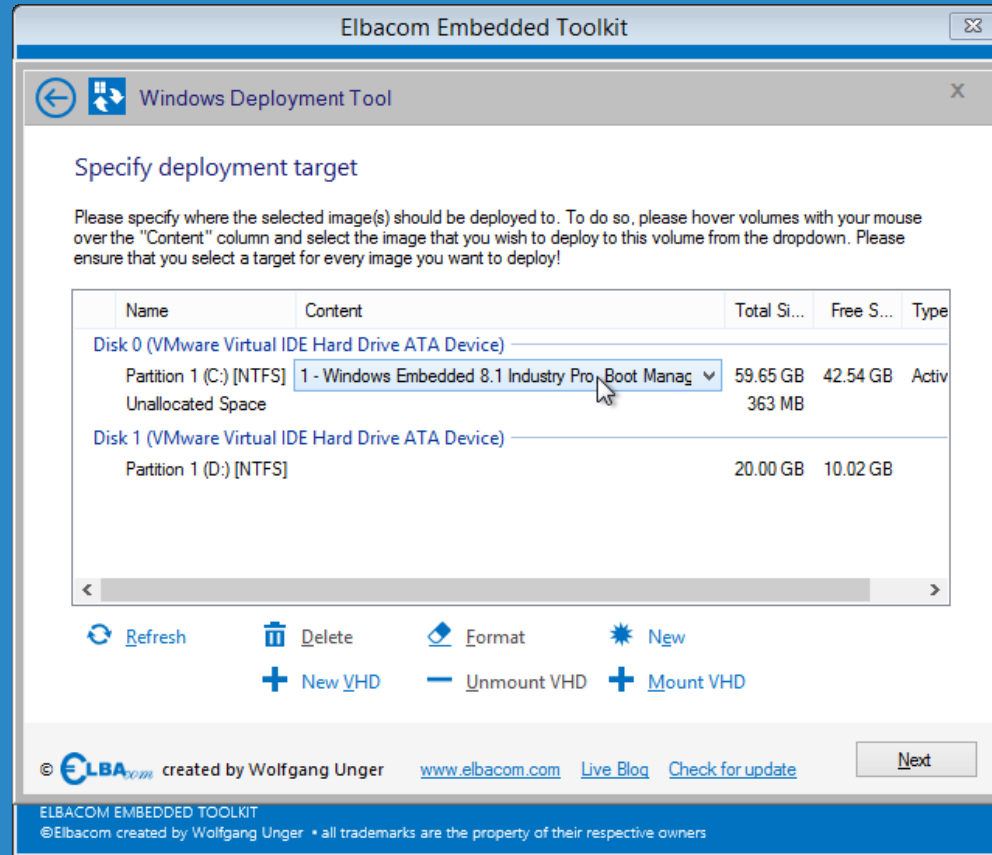 Elbacom Embedded Toolkit
Windows Deployment Tool
X
Specify deployment target
Please specify where the selected image(s) should be deployed to. To do so, please hover volumes with your mouse
over the "Content" column and select the image that you wish to deploy to this volume from the dropdown. Please
ensure that you select a target for every image you want to deploy!
Name Content Total Si... Free S... Type
Disk 0 (VMware Virtual IDE Hard Drive ATA Device)
Partition 1 (C:) [NTFS] 1 - Windows Embedded 8.1 Industry Pro, Boot Manag 59.65 GB 42.54 GB Activ
Unallocated Space 363 MB
Disk 1 (VMware Virtual IDE Hard Drive ATA Device)
Partition 1 (D:) [NTFS] 20.00 GB 10.02 GB
Refresh Delete Format New
New VHD Unmount VHD Mount VHD
© ELBAcom created by Wolfgang Unger www.elbacom.com Live Blog Check for update Next
ELBACOM EMBEDDED TOOLKIT
©Elbacom created by Wolfgang Unger • all trademarks are the property of their respective owners